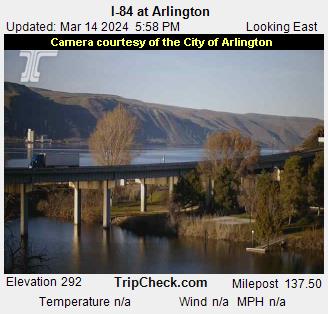 I-84 at Arlington
Updated: Mar 14 2024 5:58 PM Looking East
Camera courtesy of the City of Arlington
Elevation 292 TripCheck.com Milepost 137.50
Temperature n/a Wind n/a MPH n/a